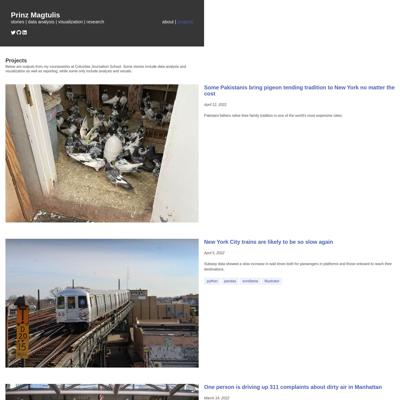 Prinz Magtulis
stories | data analysis | visualization | research
about | projects
Projects
Below are outputs from my coursworks at Columbia Journalism School. Some stories include data analysis and
visualization as well as reporting, while some only include analysis and visuals.
Some Pakistanis bring pigeon tending tradition to New York no matter the
cost
April 12, 2022
Pakistani fathers relive their family tradition in one of the world's most expensive cities.
New York City trains are likely to be so slow again
April 5, 2022
Subway data showed a slow increase in wait times both for passengers in platforms and those onboard to reach their
destinations.
python pandas scrollama illustrator
One person is driving up 311 complaints about dirty air in Manhattan
March 14, 2022